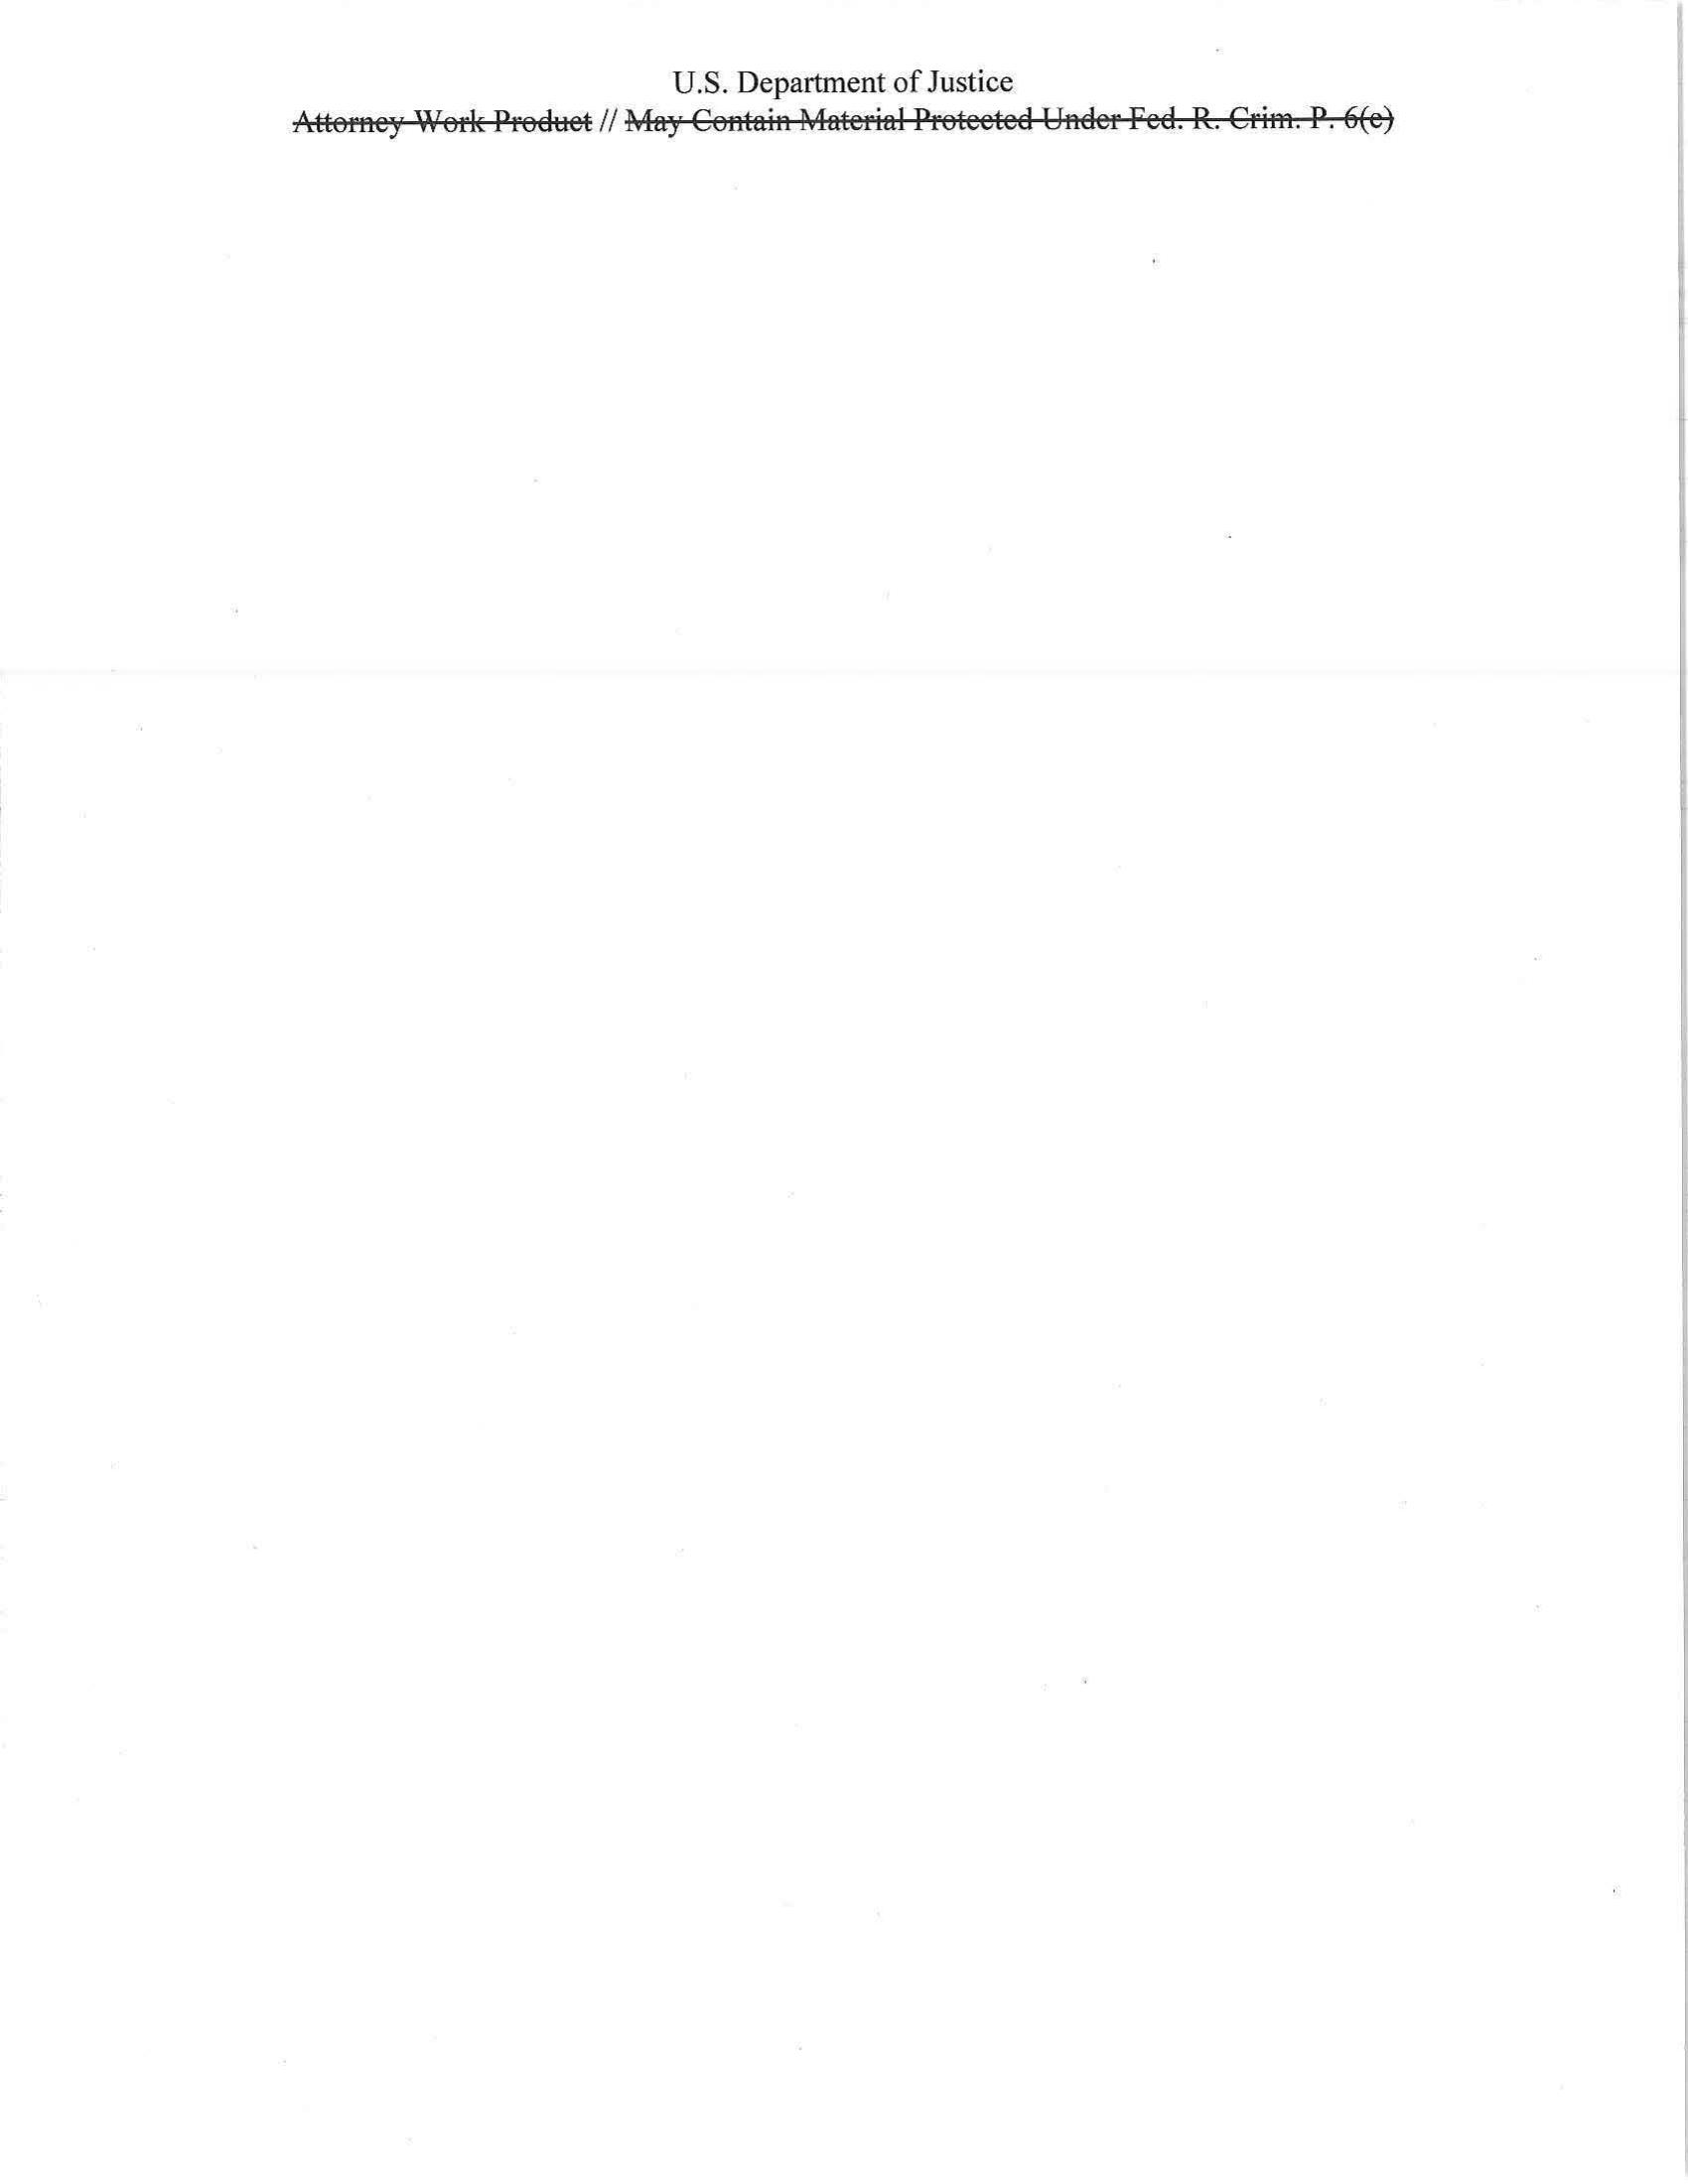 U.S. Department of Justice
Attorney Work Product // May Contain Material Protected Under Fed. R. Crim. P. 6(e)